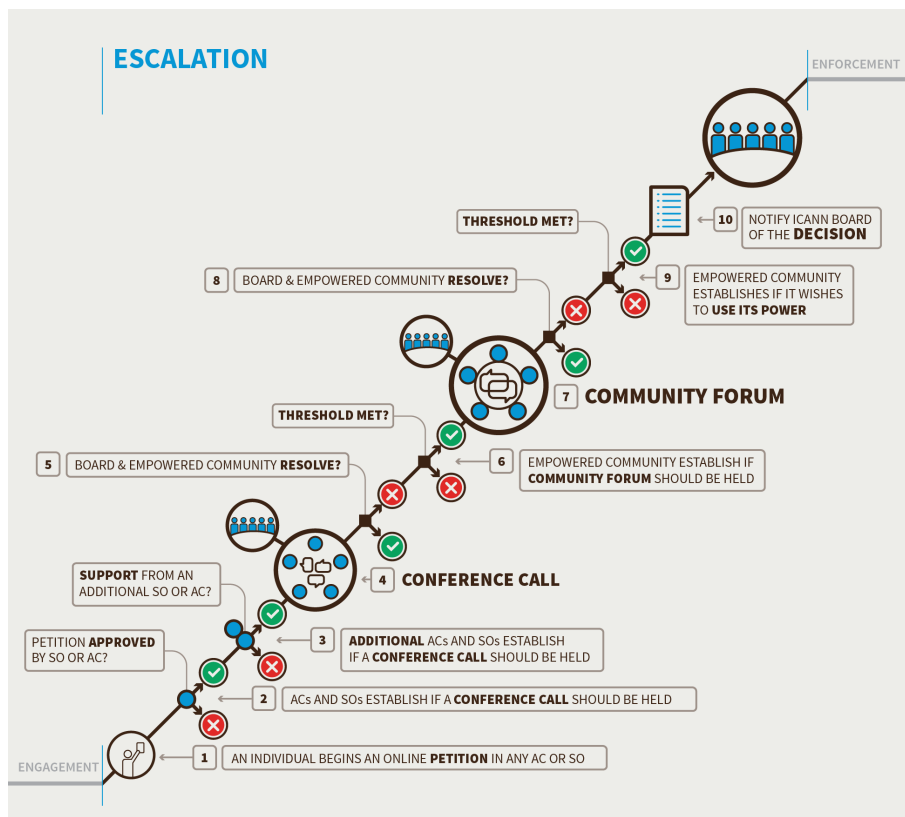 ESCALATION
ENFORCEMENT
THRESHOLD MET?
10
NOTIFY ICANN BOARD
OF THE DECISION
8
BOARD & EMPOWERED COMMUNITY RESOLVE?
9
EMPOWERED COMMUNITY
ESTABLISHES IF IT WISHES
TO USE ITS POWER
7
COMMUNITY FORUM
THRESHOLD MET?
5
BOARD & EMPOWERED COMMUNITY RESOLVE?
6
EMPOWERED COMMUNITY ESTABLISH IF
COMMUNITY FORUM SHOULD BE HELD
4
CONFERENCE CALL
SUPPORT FROM AN
ADDITIONAL SO OR AC?
3
ADDITIONAL ACs AND SOs ESTABLISH
IF A CONFERENCE CALL SHOULD BE HELD
PETITION APPROVED
BY SO OR AC?
2
ACs AND SOs ESTABLISH IF A CONFERENCE CALL SHOULD BE HELD
1
AN INDIVIDUAL BEGINS AN ONLINE PETITION IN ANY AC OR SO
ENGAGEMENT